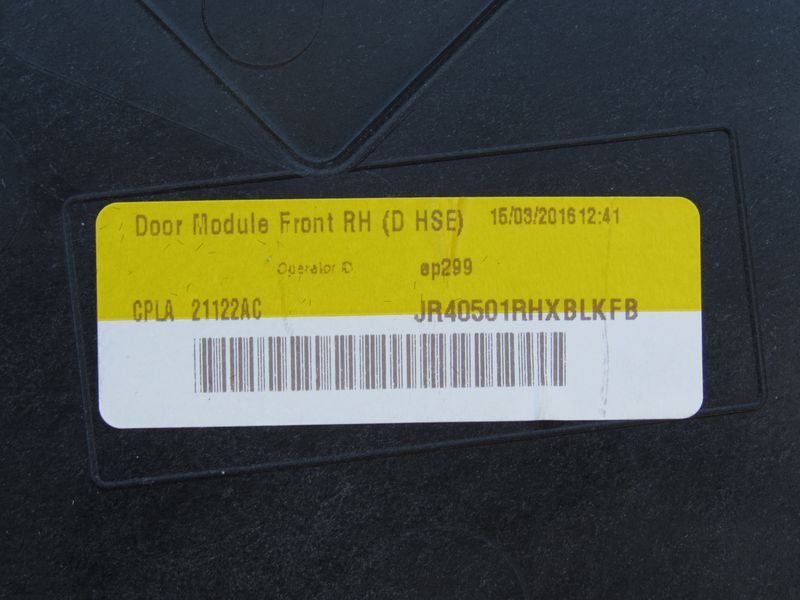 Door Module Front RH (D HSE) 15/03/2016 12:41
Operator ID ep299
CPLA 21122AC JR40501RHXBLKFB